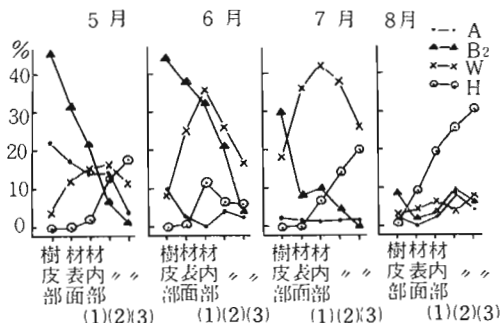 5月 6月 7月 8月
A
B2
W
H
%
40
20
10
0
樹皮部 材表面 材内部 〃 〃
(1)(2)(3)
樹皮部 材表面 材内部 〃 〃
(1)(2)(3)
樹皮部 材表面 材内部 〃 〃
(1)(2)(3)
樹皮部 材表面 材内部 〃 〃
(1)(2)(3)